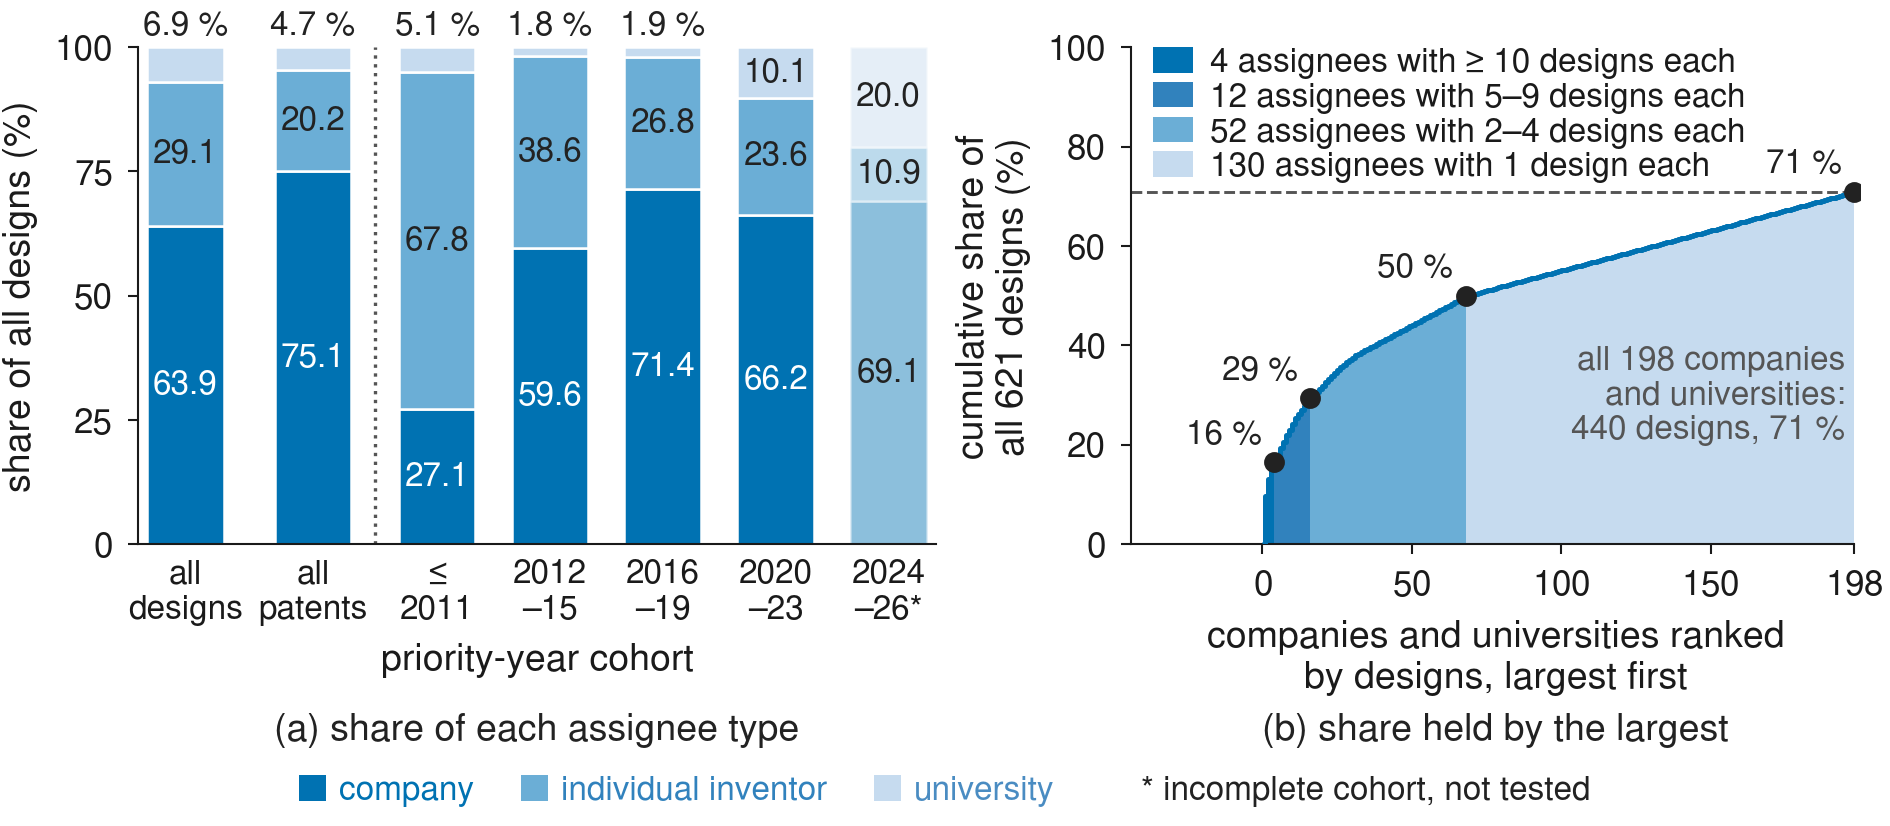 6.9 %
4.7 %
5.1 %
1.8 %
1.9 %
100
75
50
25
0
share of all designs (%)
29.1
63.9
20.2
75.1
67.8
27.1
38.6
59.6
26.8
71.4
10.1
23.6
66.2
20.0
10.9
69.1
all
designs
all
patents
≤
2011
2012
–15
2016
–19
2020
–23
2024
–26*
priority-year cohort
(a) share of each assignee type
company
individual inventor
university
100
80
60
40
20
0
cumulative share of
all 621 designs (%)
4 assignees with ≥ 10 designs each
12 assignees with 5–9 designs each
52 assignees with 2–4 designs each
130 assignees with 1 design each
71 %
50 %
29 %
16 %
all 198 companies
and universities:
440 designs, 71 %
0
50
100
150
198
companies and universities ranked
by designs, largest first
(b) share held by the largest
* incomplete cohort, not tested